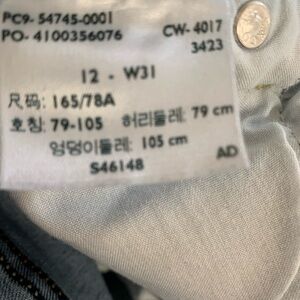 PC9- 54745-0001
PO- 4100356076
CW- 4017
3423
12 - W31
尺码: 165/78A
호칭: 79-105 허리둘레: 79 cm
엉덩이둘레: 105 cm
S46148
AD